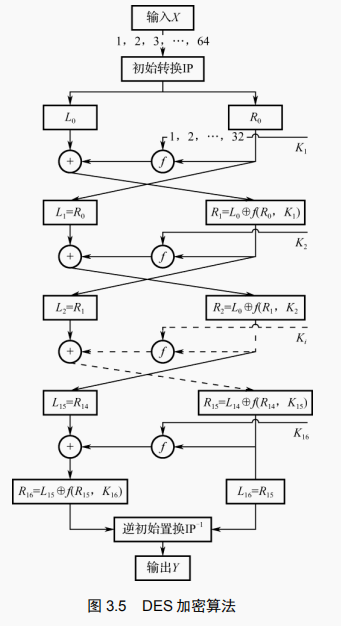 输入X
1，2，3，…，64
初始转换IP
L₀
R₀
1，2，…，32
K₁
+
f
L₁=R₀
R₁=L₀⊕f(R₀，K₁)
K₂
+
f
L₂=R₁
R₂=L₀⊕f(R₁，K₂
Kᵢ
+
f
L₁₅=R₁₄
R₁₅=L₁₄⊕f(R₁₄，K₁₅)
K₁₆
+
f
R₁₆=L₁₅⊕f(R₁₅，K₁₆)
L₁₆=R₁₅
逆初始置换IP⁻¹
输出Y
图 3.5 DES 加密算法